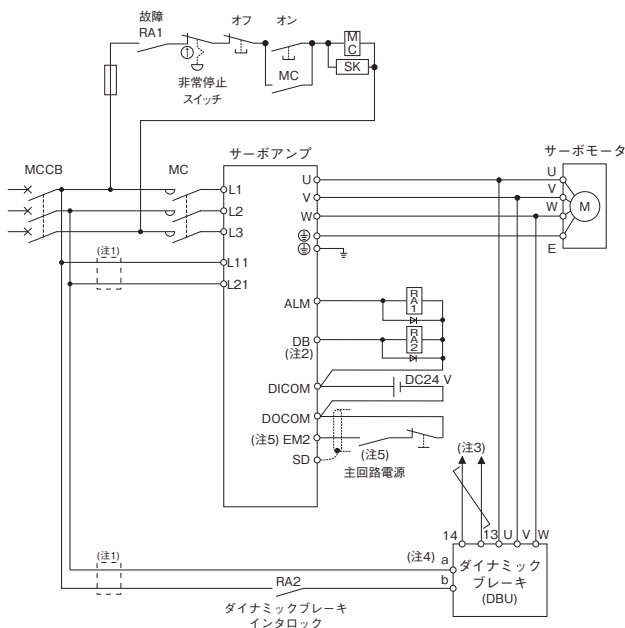 故障
RA1
オフ
オン
M
C
SK
MC
非常停止
スイッチ
MCCB
MC
サーボアンプ
サーボモータ
L1
L2
L3
(注1)
L11
L21
U
V
W
U
V
W
M
E
ALM
R
A
1
DB
(注2)
R
A
2
DICOM
DC24 V
DOCOM
(注5) EM2
(注5)
主回路電源
SD
(注3)
14
13
U
V
W
(注1)
(注4)
a
b
ダイナミック
ブレーキ
(DBU)
RA2
ダイナミックブレーキ
インタロック